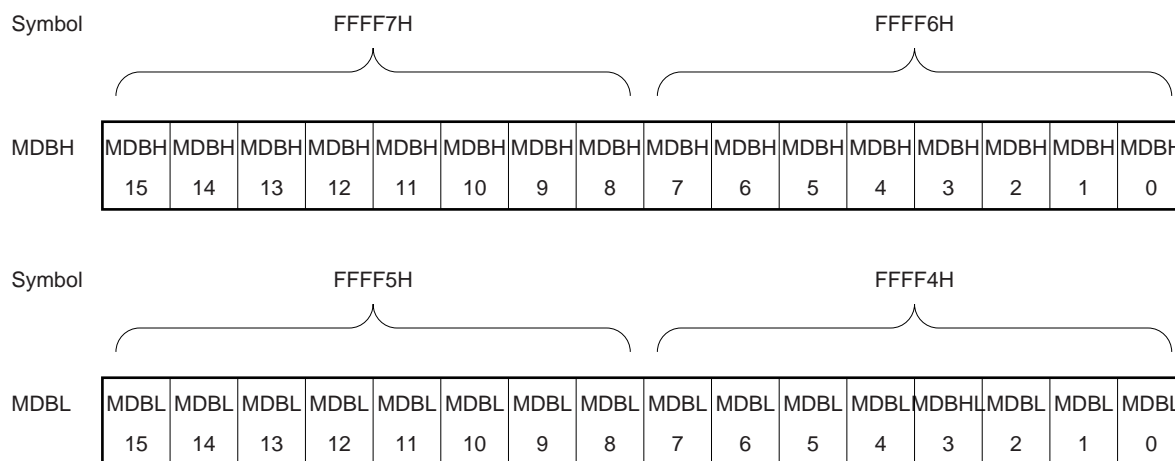 Symbol FFFF7H FFFF6H
MDBH MDBH MDBH MDBH MDBH MDBH MDBH MDBH MDBH MDBH MDBH MDBH MDBH MDBH MDBH MDBH MDBH
15 14 13 12 11 10 9 8 7 6 5 4 3 2 1 0
Symbol FFFF5H FFFF4H
MDBL MDBL MDBL MDBL MDBL MDBL MDBL MDBL MDBL MDBL MDBL MDBL MDBL MDBHL MDBL MDBL MDBL
15 14 13 12 11 10 9 8 7 6 5 4 3 2 1 0